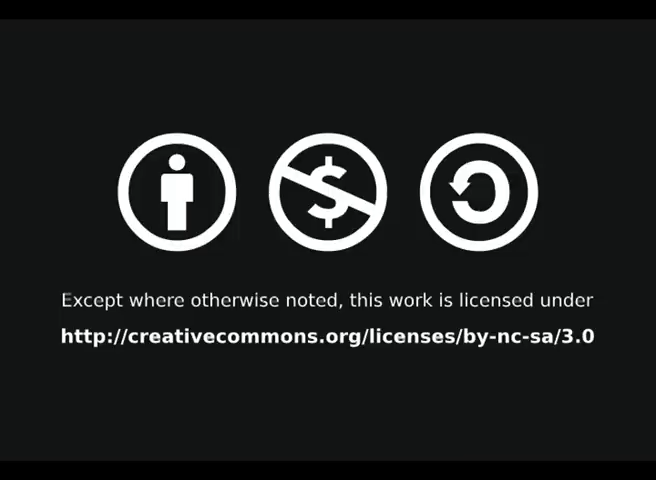 Except where otherwise noted, this work is licensed under
http://creativecommons.org/licenses/by-nc-sa/3.0